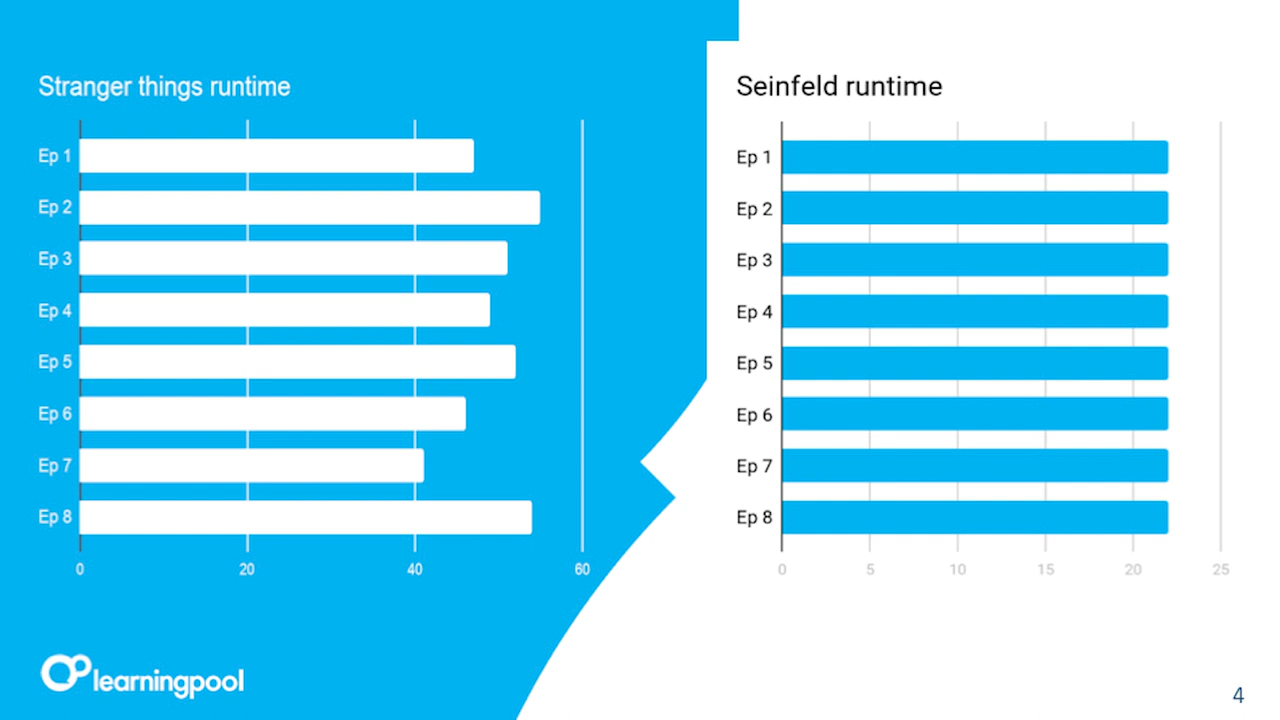 Stranger things runtime
Ep 1
Ep 2
Ep 3
Ep 4
Ep 5
Ep 6
Ep 7
Ep 8
0 20 40 60
Seinfeld runtime
Ep 1
Ep 2
Ep 3
Ep 4
Ep 5
Ep 6
Ep 7
Ep 8
0 5 10 15 20 25
learningpool
4